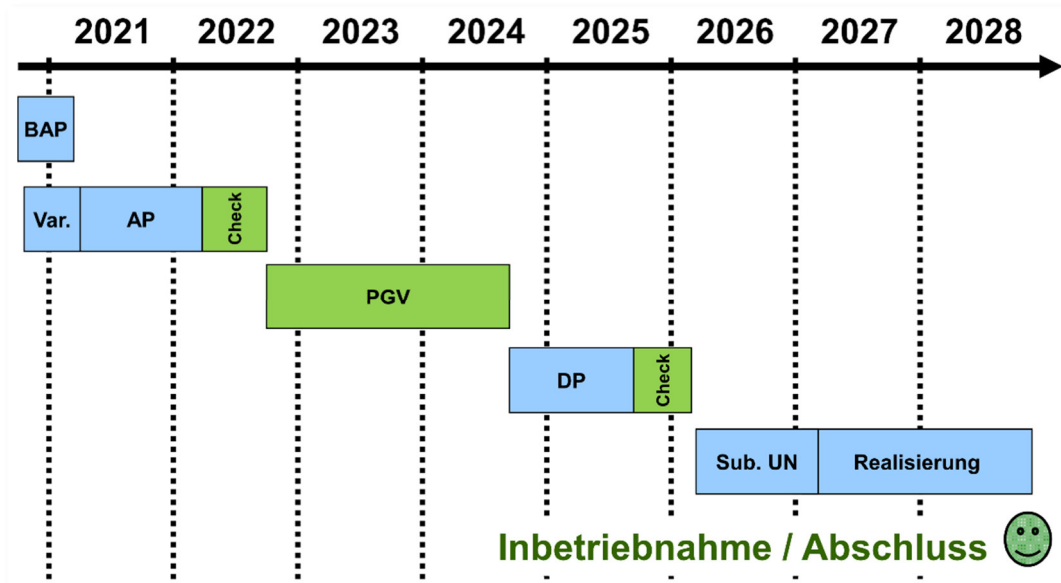 2021 2022 2023 2024 2025 2026 2027 2028
BAP
Var. AP Check
PGV
DP Check
Sub. UN Realisierung
Inbetriebnahme / Abschluss